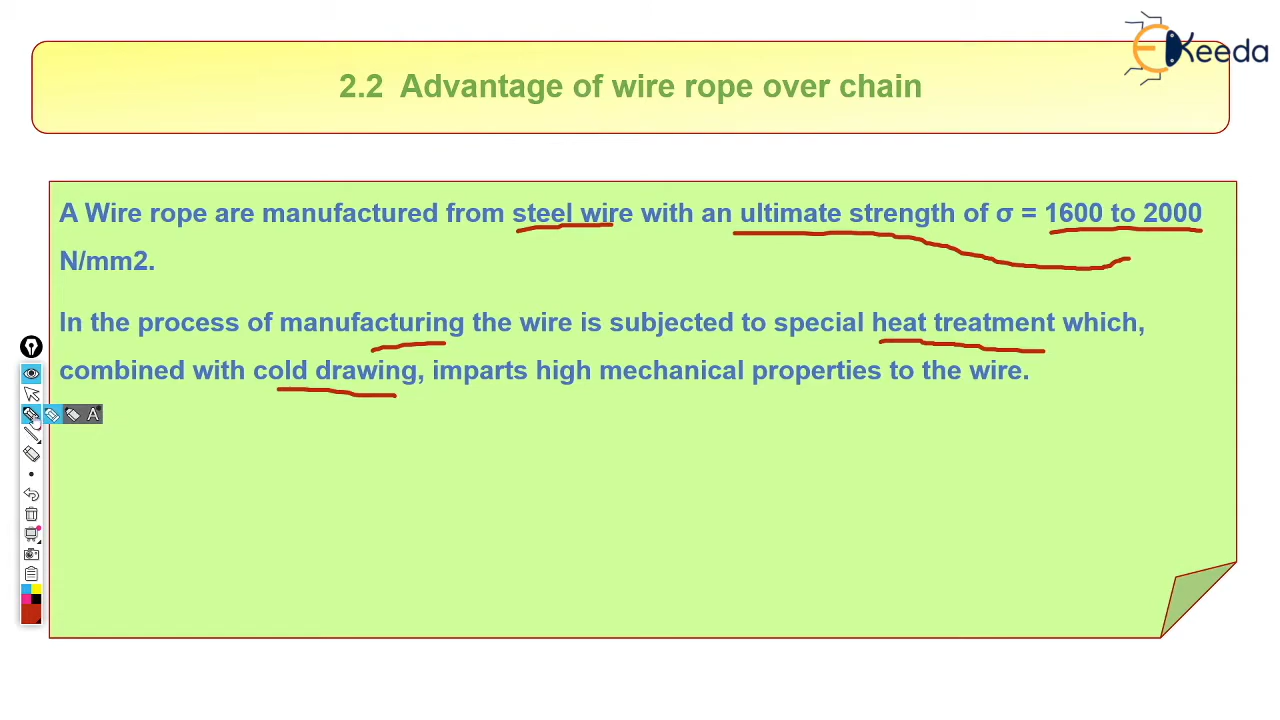 Keeda
2.2 Advantage of wire rope over chain
A Wire rope are manufactured from steel wire with an ultimate strength of σ = 1600 to 2000
N/mm2.
In the process of manufacturing the wire is subjected to special heat treatment which,
combined with cold drawing, imparts high mechanical properties to the wire.
A